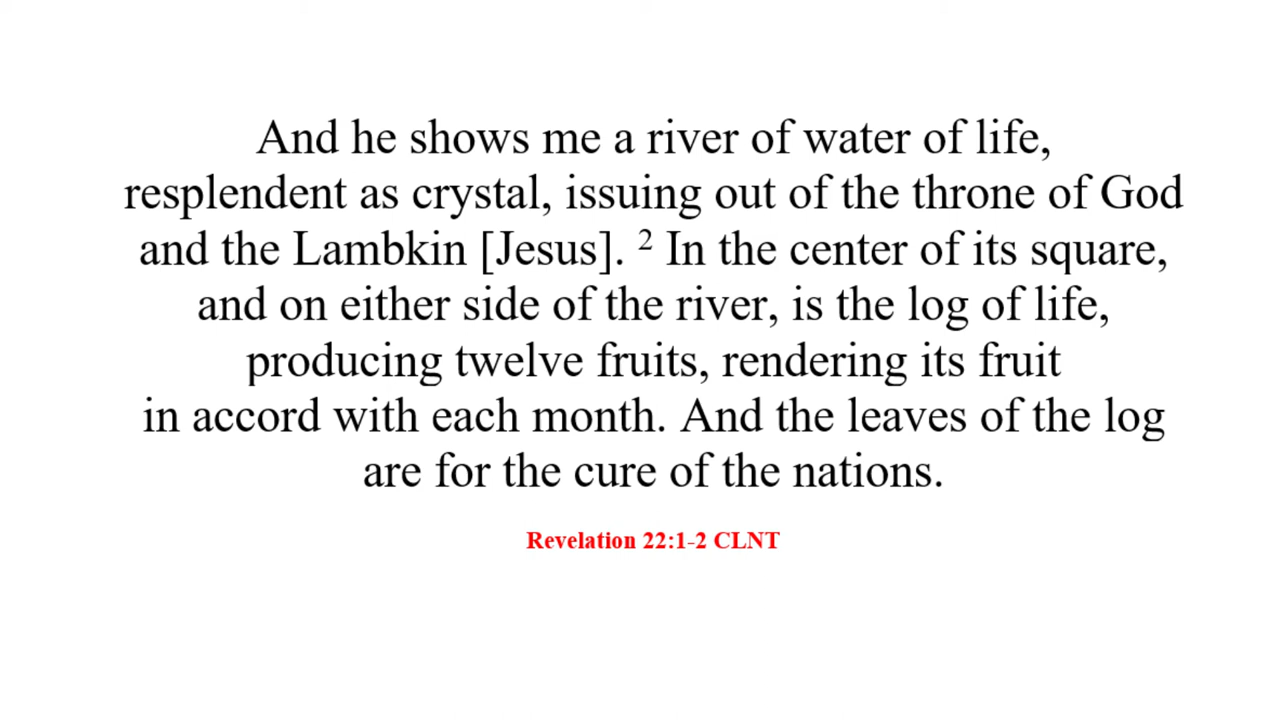 And he shows me a river of water of life,
resplendent as crystal, issuing out of the throne of God
and the Lambkin [Jesus]. ² In the center of its square,
and on either side of the river, is the log of life,
producing twelve fruits, rendering its fruit
in accord with each month. And the leaves of the log
are for the cure of the nations.
Revelation 22:1-2 CLNT